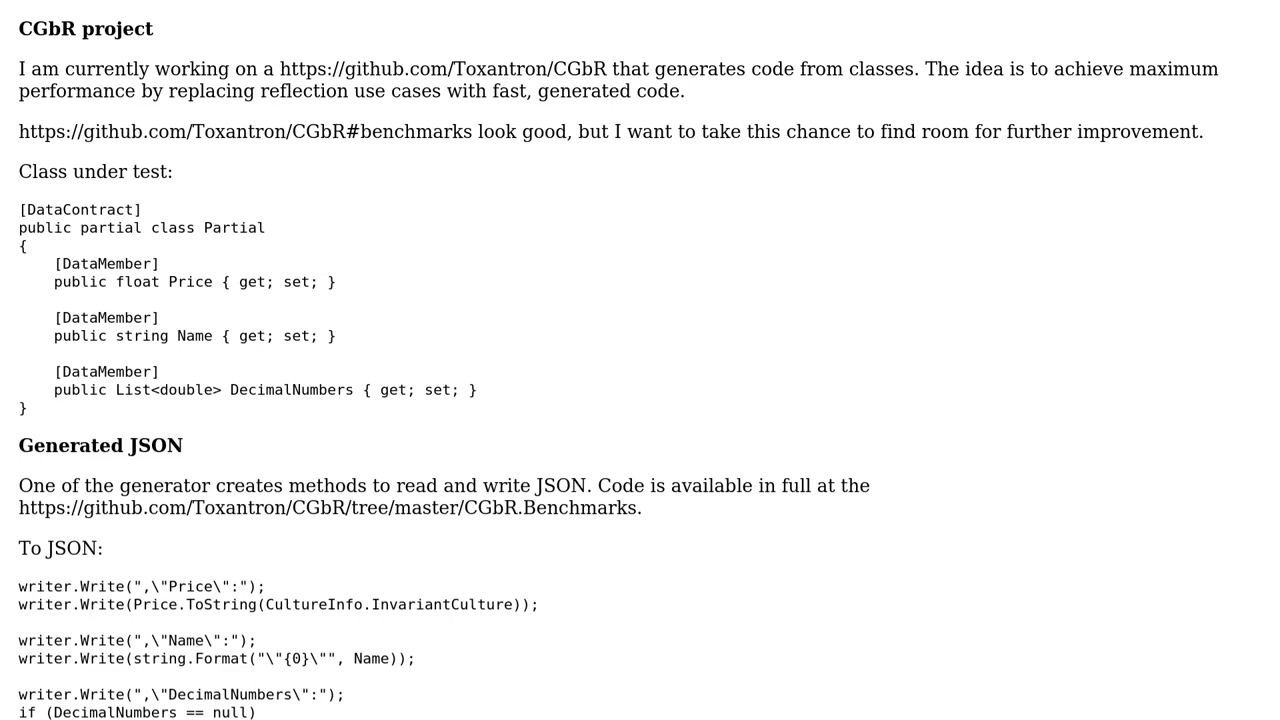 CGbR project
I am currently working on a https://github.com/Toxantron/CGbR that generates code from classes. The idea is to achieve maximum
performance by replacing reflection use cases with fast, generated code.
https://github.com/Toxantron/CGbR#benchmarks look good, but I want to take this chance to find room for further improvement.
Class under test:
[DataContract]
public partial class Partial
{
    [DataMember]
    public float Price { get; set; }
    [DataMember]
    public string Name { get; set; }
    [DataMember]
    public List<double> DecimalNumbers { get; set; }
}
Generated JSON
One of the generator creates methods to read and write JSON. Code is available in full at the
https://github.com/Toxantron/CGbR/tree/master/CGbR.Benchmarks.
To JSON:
writer.Write(",\"Price\":");
writer.Write(Price.ToString(CultureInfo.InvariantCulture));
writer.Write(",\"Name\":");
writer.Write(string.Format("\"{0}\"", Name));
writer.Write(",\"DecimalNumbers\":");
if (DecimalNumbers == null)